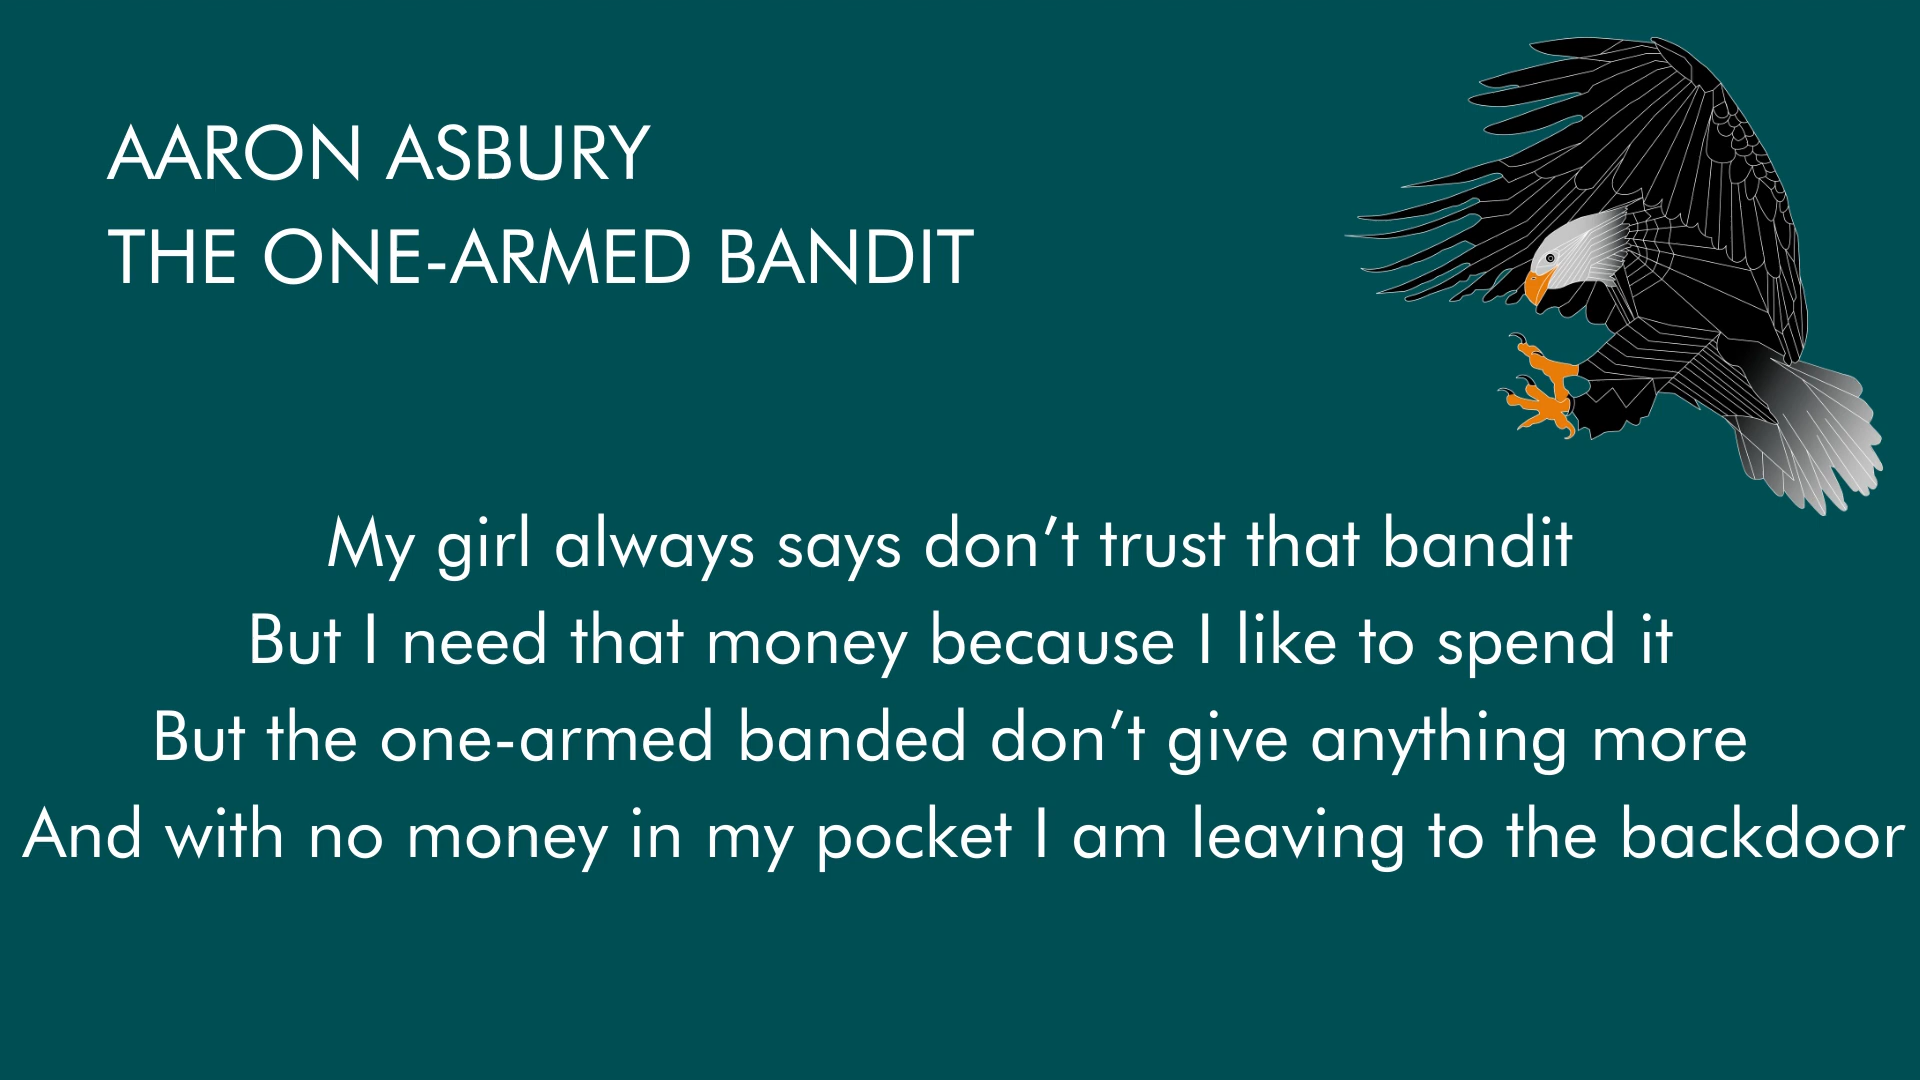 AARON ASBURY
THE ONE-ARMED BANDIT
My girl always says don’t trust that bandit
But I need that money because I like to spend it
But the one-armed banded don’t give anything more
And with no money in my pocket I am leaving to the backdoor